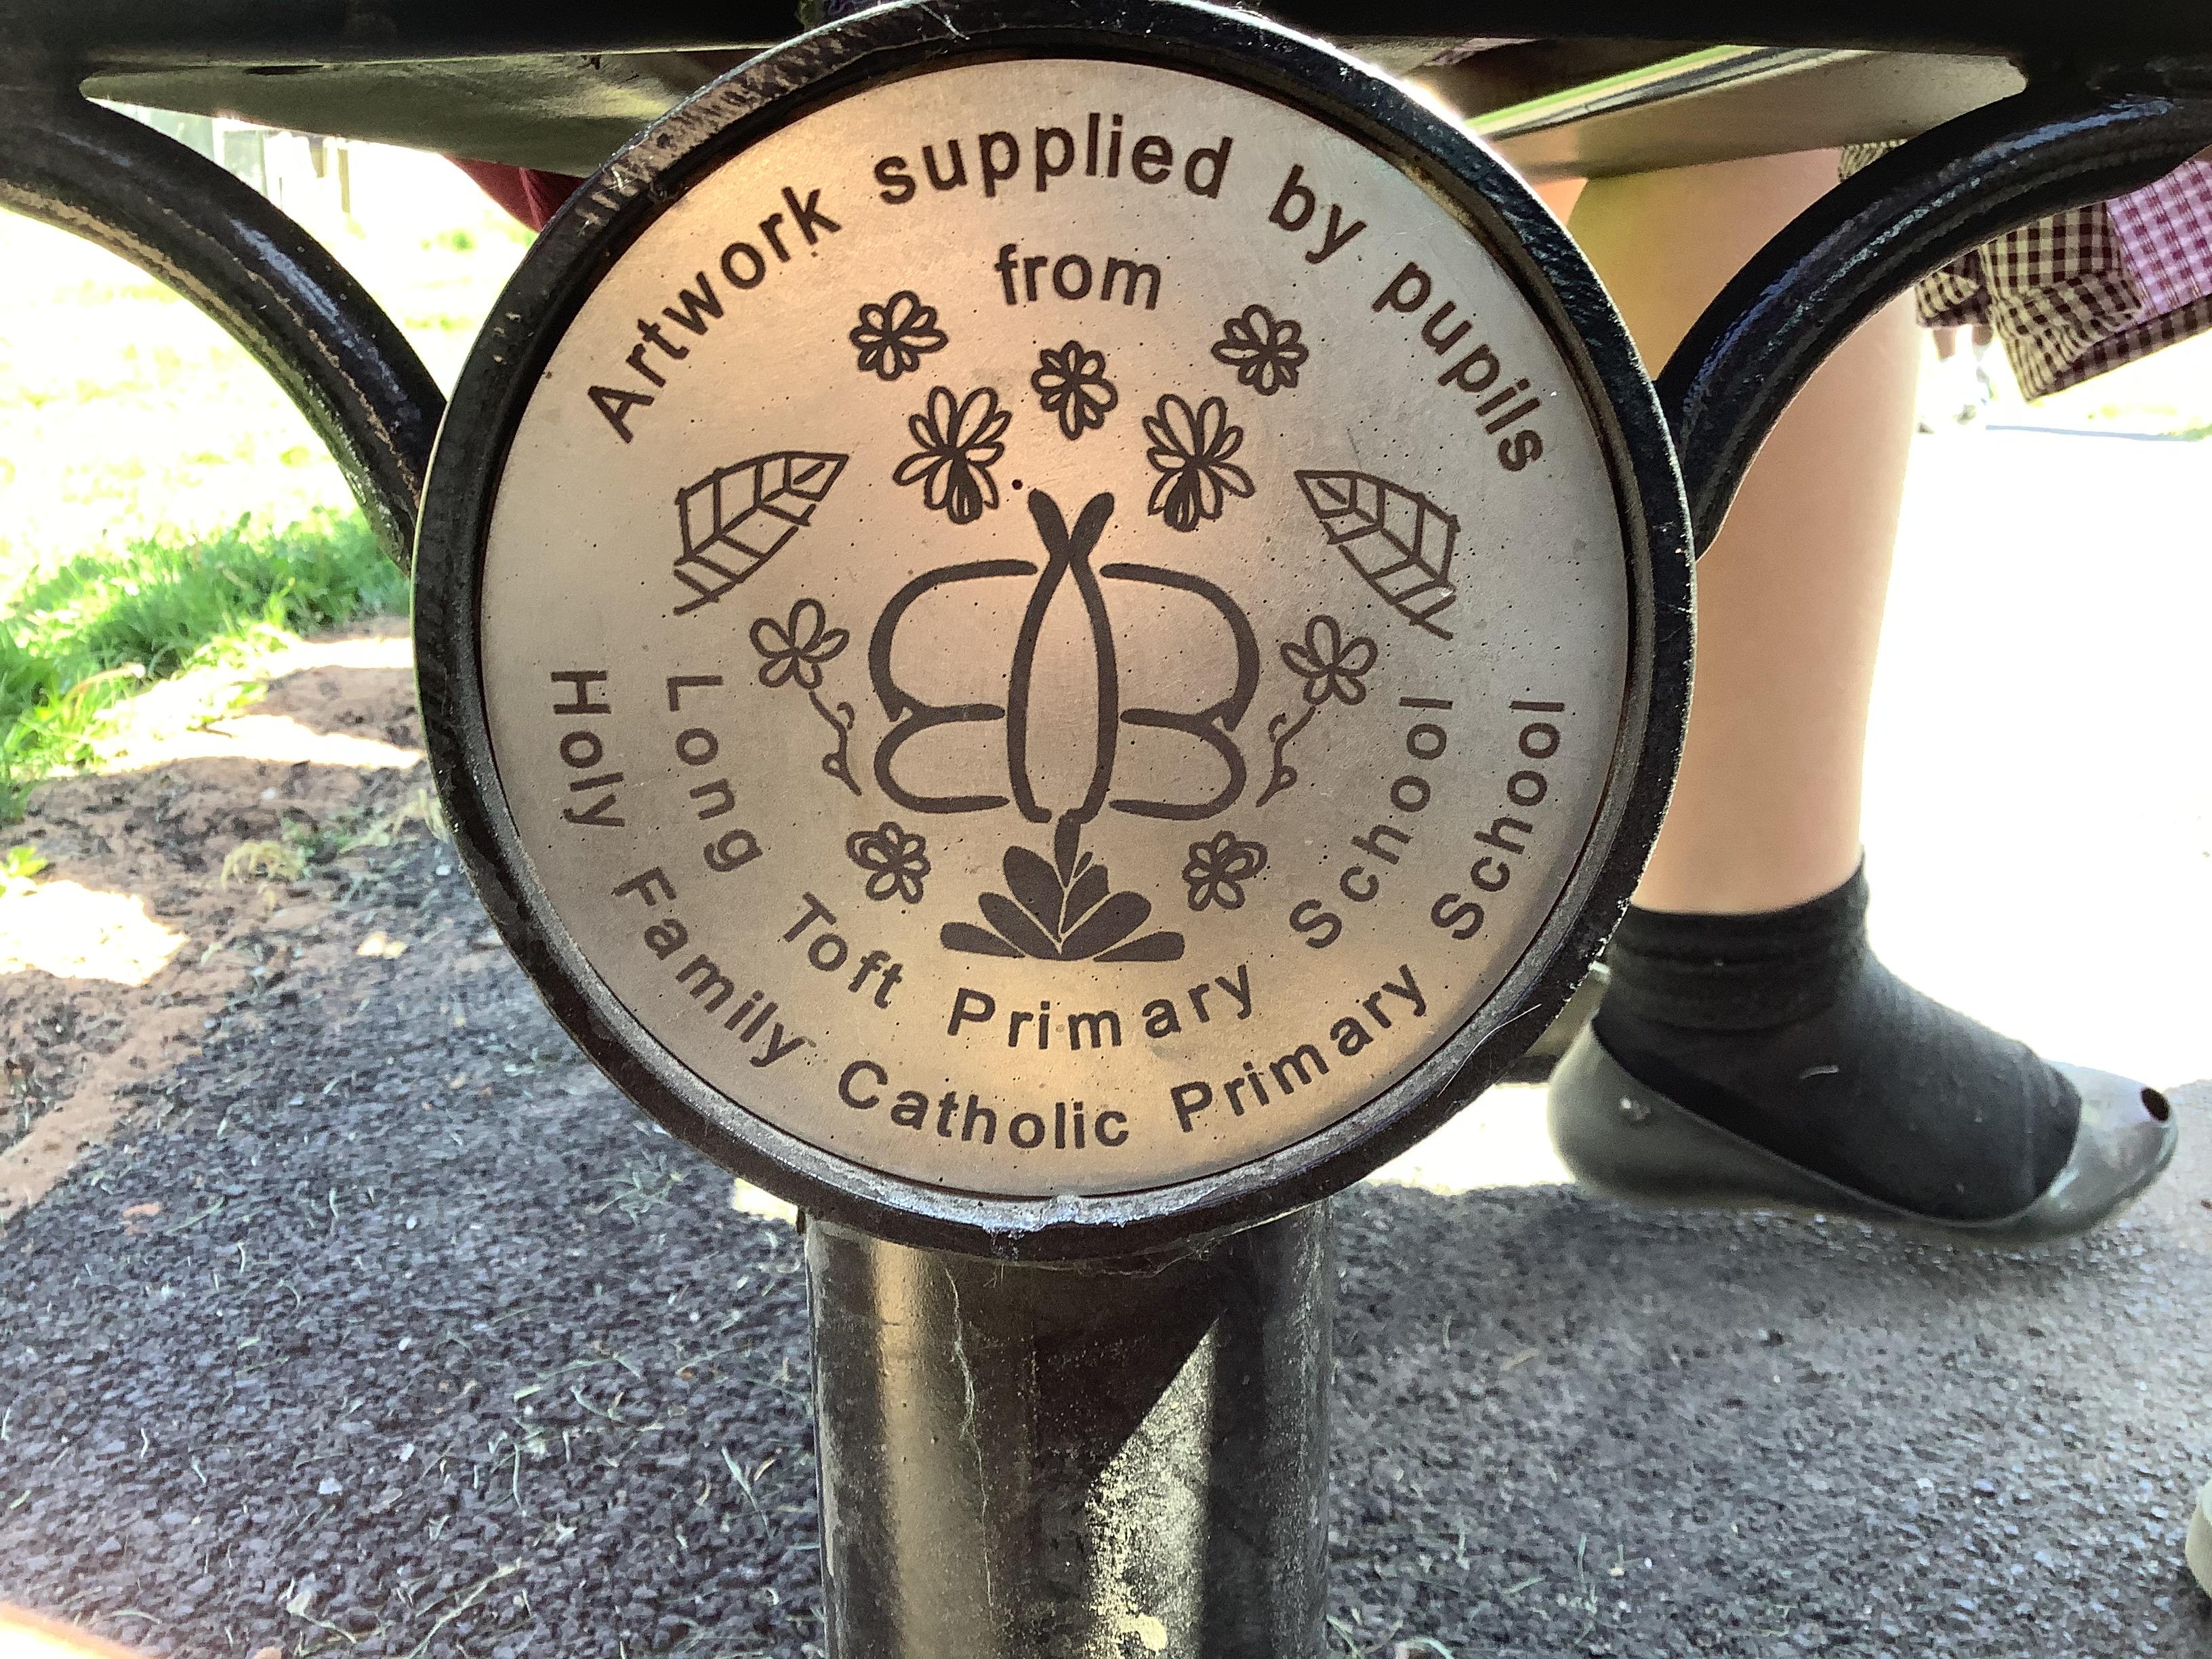 Artwork supplied by pupils
from
Long Toft Primary School
Holy Family Catholic Primary School